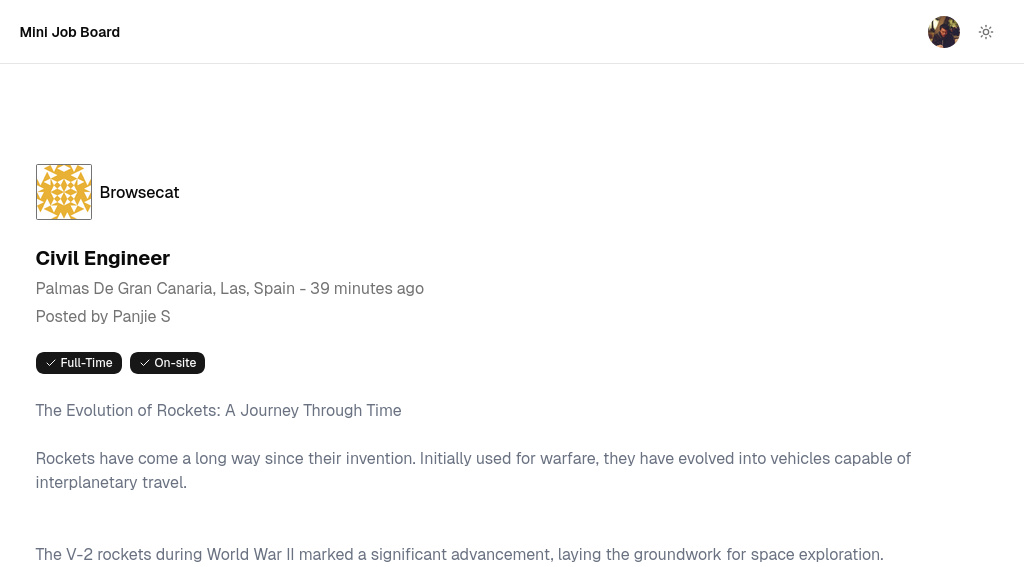 Mini Job Board
Browsecat
Civil Engineer
Palmas De Gran Canaria, Las, Spain - 39 minutes ago
Posted by Panjie S
Full-Time
On-site
The Evolution of Rockets: A Journey Through Time
Rockets have come a long way since their invention. Initially used for warfare, they have evolved into vehicles capable of
interplanetary travel.
The V-2 rockets during World War II marked a significant advancement, laying the groundwork for space exploration.